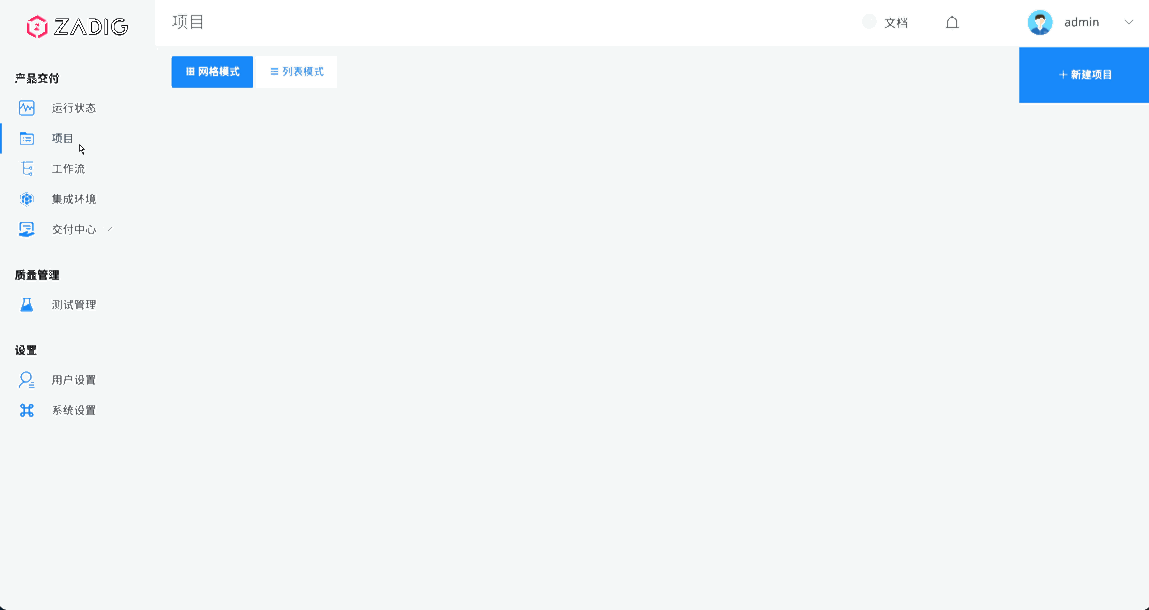 ZADIG
项目
文档
admin
网格模式
列表模式
+ 新建项目
产品交付
运行状态
项目
工作流
集成环境
交付中心
质量管理
测试管理
设置
用户设置
系统设置